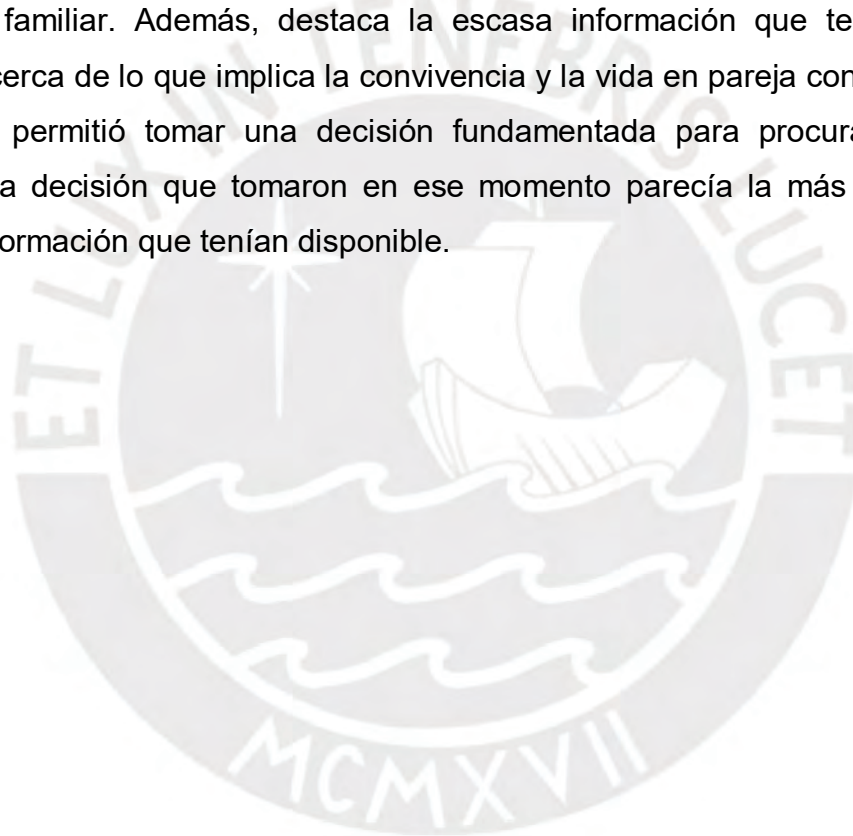 familiar. Además, destaca la escasa información que te
cerca de lo que implica la convivencia y la vida en pareja con
permitió tomar una decisión fundamentada para procura
a decisión que tomaron en ese momento parecía la más
formación que tenían disponible.
ET LUX IN TENEBRIS LUCET
MCMXVII